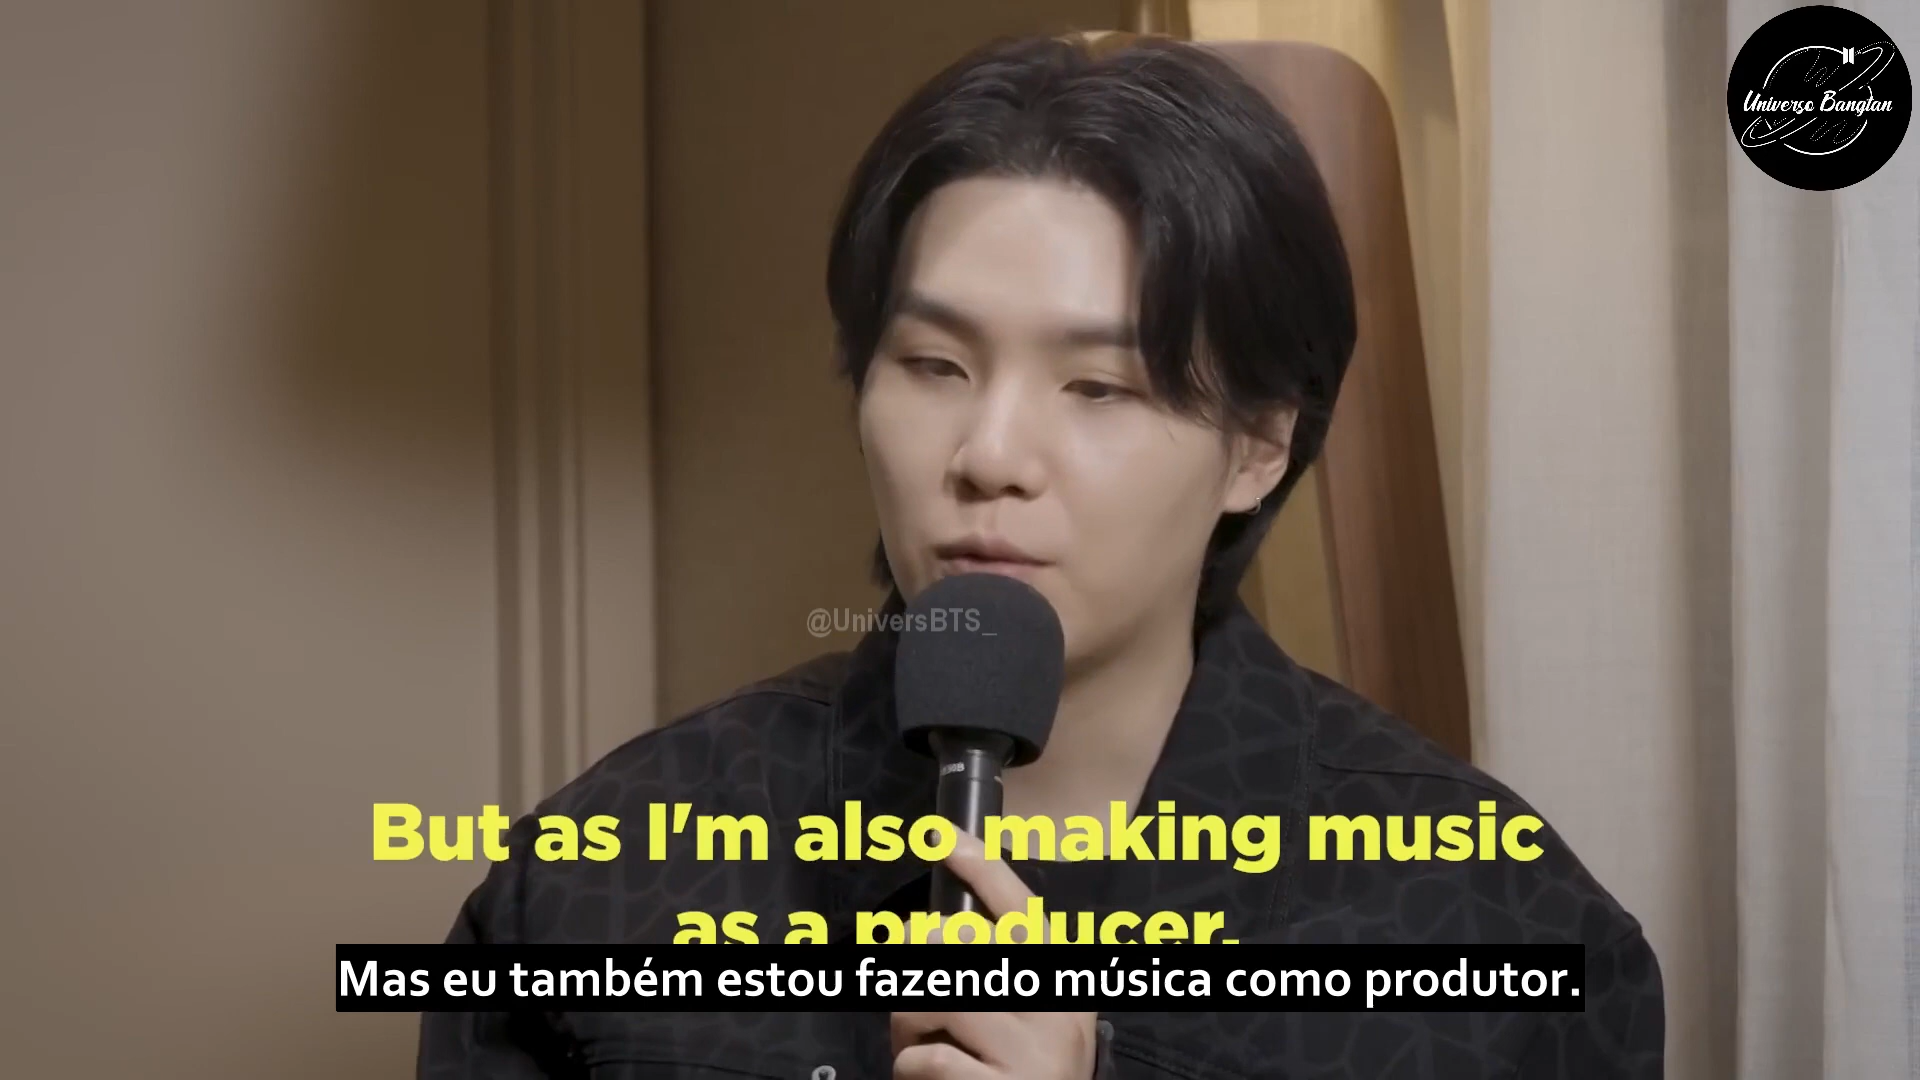 Universo Bangtan
@UniversBTS_
But as I'm also making music
as a producer.
Mas eu também estou fazendo música como produtor.